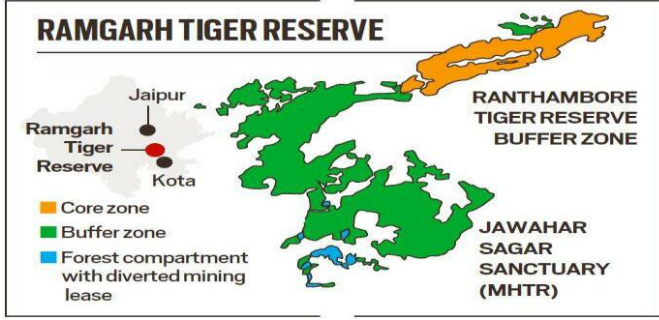 RAMGARH TIGER RESERVE
Jaipur
Ramgarh
Tiger
Reserve
Kota
Core zone
Buffer zone
Forest compartment
with diverted mining
lease
RANTHAMBORE
TIGER RESERVE
BUFFER ZONE
JAWAHAR
SAGAR
SANCTUARY
(MHTR)